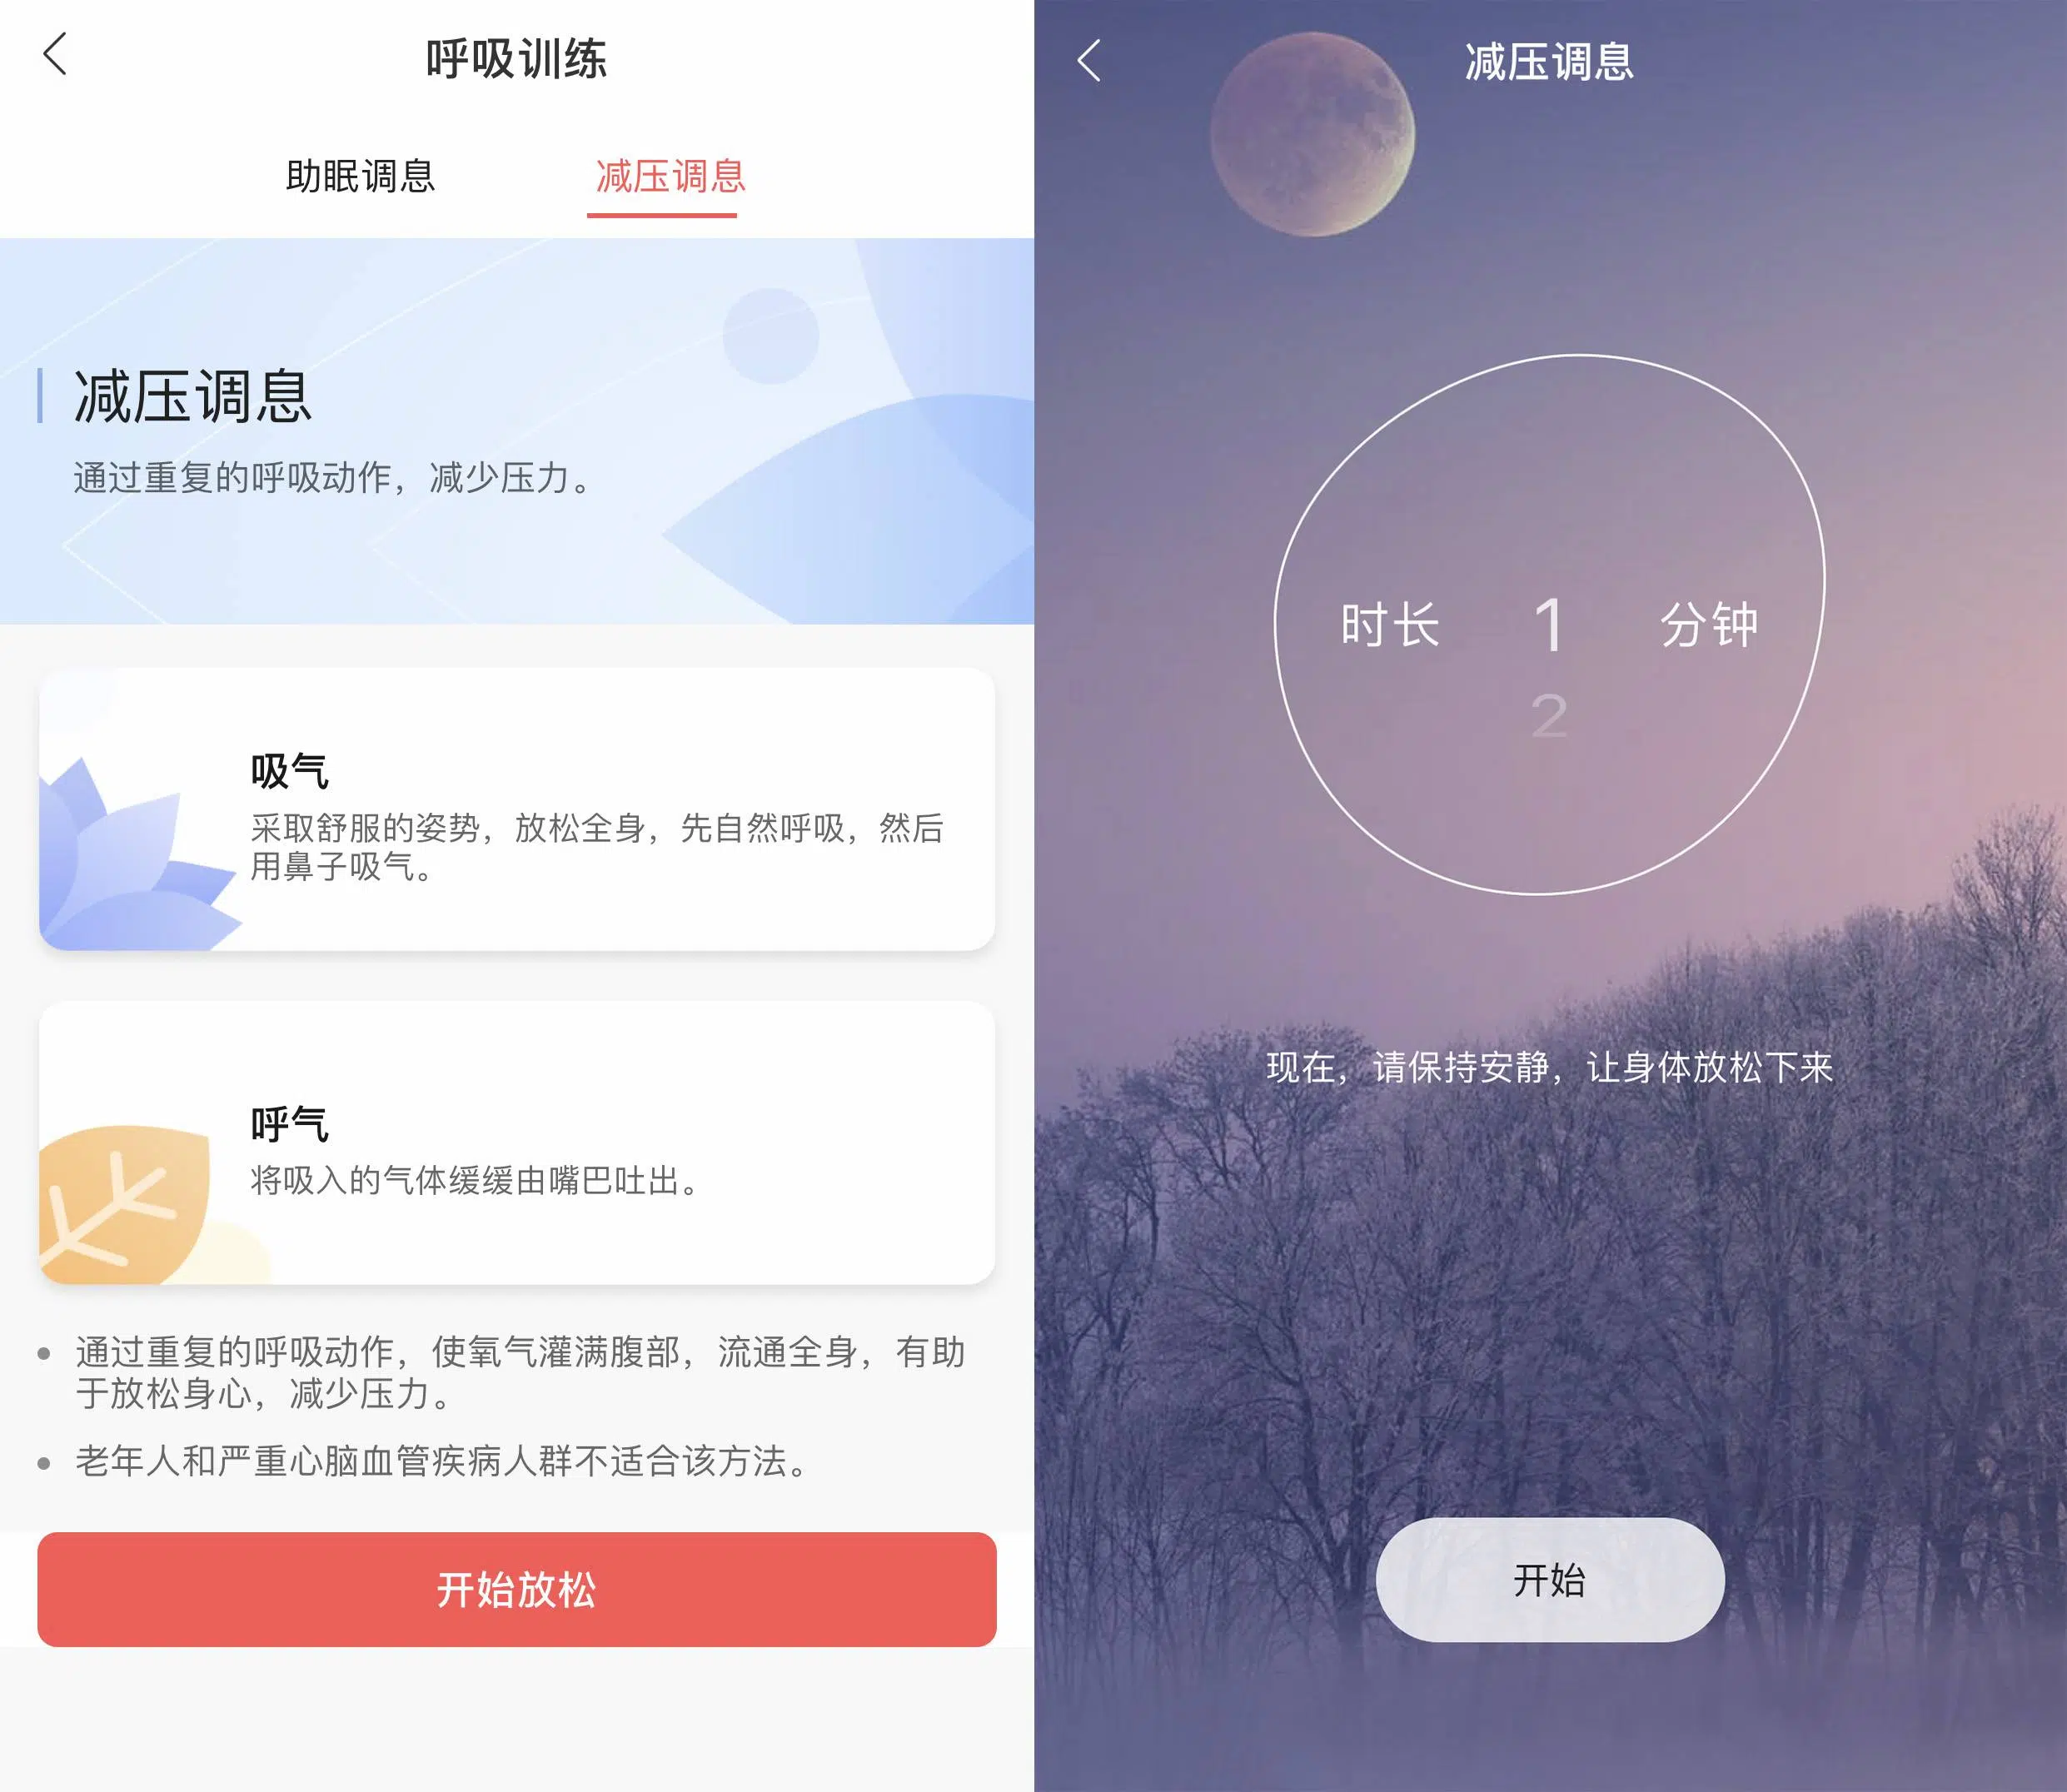 呼吸训练
助眠调息
减压调息
减压调息
通过重复的呼吸动作，减少压力。
吸气
采取舒服的姿势，放松全身，先自然呼吸，然后
用鼻子吸气。
呼气
将吸入的气体缓缓由嘴巴吐出。
通过重复的呼吸动作，使氧气灌满腹部，流通全身，有助
于放松身心，减少压力。
老年人和严重心脑血管疾病人群不适合该方法。
开始放松
减压调息
时长 1 分钟
2
现在，请保持安静，让身体放松下来
开始